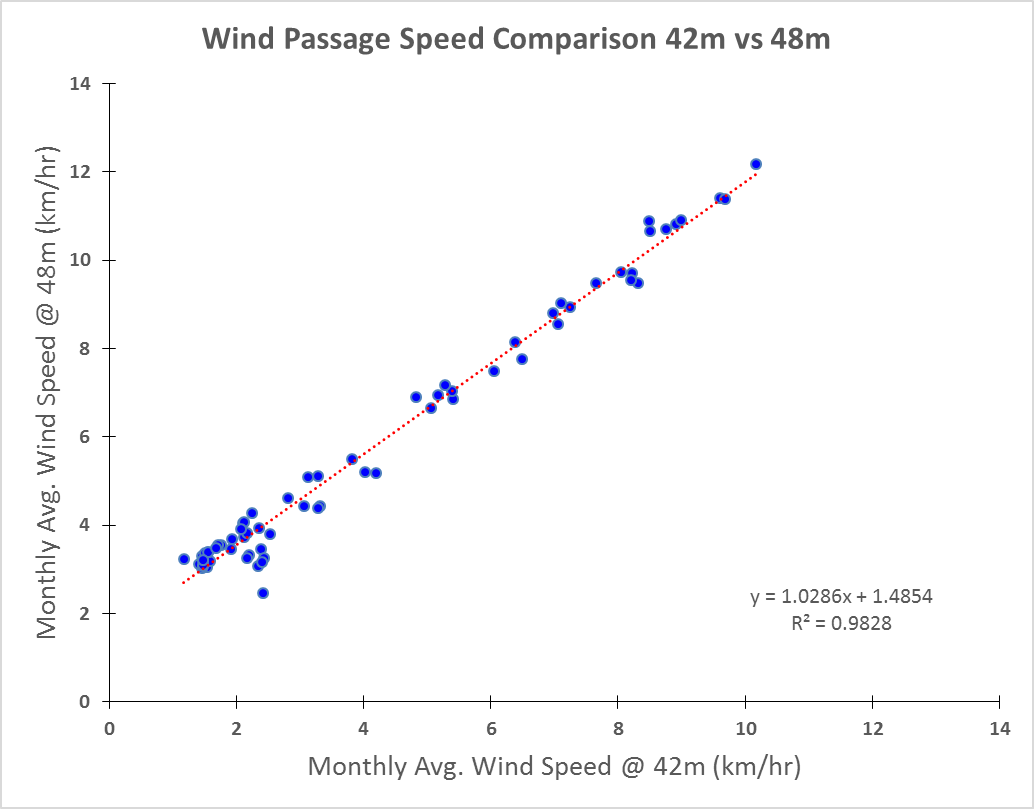 Wind Passage Speed Comparison 42m vs 48m
14
12
10
8
6
4
2
0
Monthly Avg. Wind Speed @ 48m (km/hr)
y = 1.0286x + 1.4854
R² = 0.9828
0 2 4 6 8 10 12 14
Monthly Avg. Wind Speed @ 42m (km/hr)